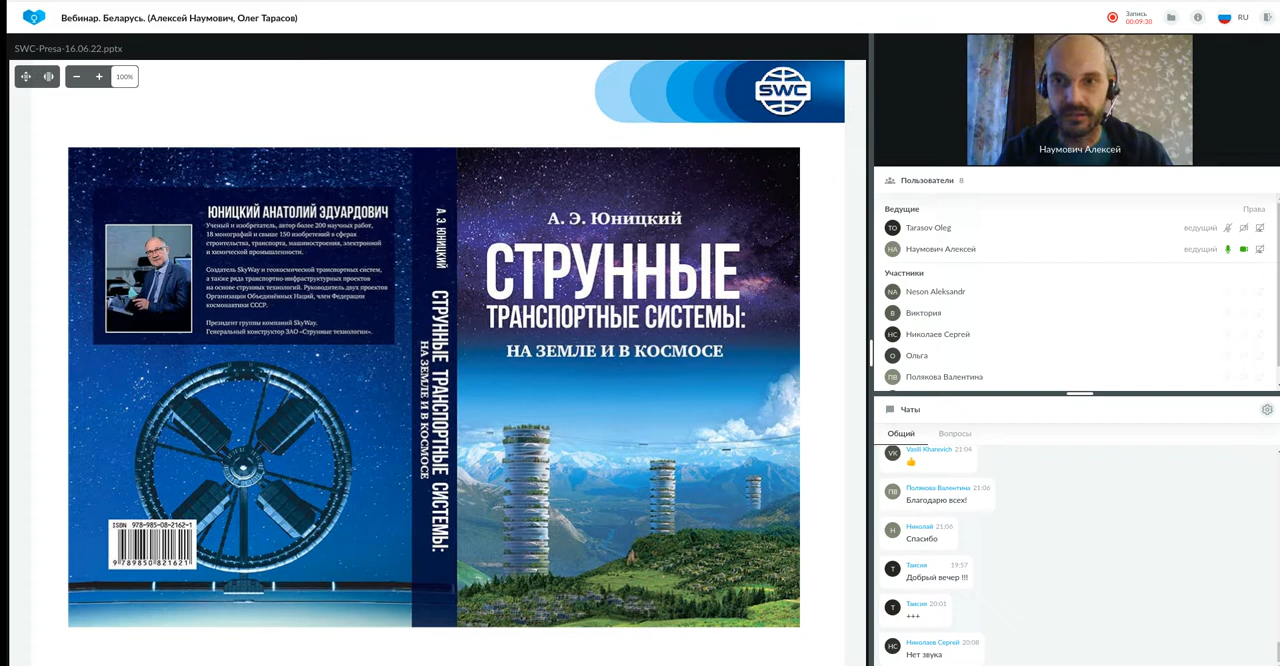 Вебинар. Беларусь. (Алексей Наумович, Олег Тарасов)
Запись
00:09:30
RU
SWC-Presa-16.06.22.pptx
100%
SWC
ЮНИЦКИЙ АНАТОЛИЙ ЭДУАРДОВИЧ
Ученый и изобретатель, автор более 200 научных работ,
18 монографий и свыше 150 изобретений в сферах
строительства, транспорта, машиностроения, электронной
и химической промышленности.
Создатель SkyWay и геокосмической транспортных систем,
а также ряда транспортно-инфраструктурных проектов
на основе струнных технологий. Руководитель двух проектов
Организации Объединённых Наций, член Федерации
космонавтики СССР.
Президент группы компаний SkyWay.
Генеральный конструктор ЗАО «Струнные технологии».
ISBN 978-985-08-2162-1
9 789850 821621
А. Э. ЮНИЦКИЙ
СТРУННЫЕ ТРАНСПОРТНЫЕ СИСТЕМЫ:
НА ЗЕМЛЕ И В КОСМОСЕ
А. Э. Юницкий
СТРУННЫЕ
ТРАНСПОРТНЫЕ СИСТЕМЫ:
НА ЗЕМЛЕ И В КОСМОСЕ
Наумович Алексей
Пользователи 8
Ведущие Права
TO Tarasov Oleg ведущий
НА Наумович Алексей ведущий
Участники
NA Neson Aleksandr
В Виктория
НС Николаев Сергей
О Ольга
ПВ Полякова Валентина
Чаты
Общий Вопросы
VK Vasili Kharevich 21:04
ПВ Полякова Валентина 21:06
Благодарю всех!
Н Николай 21:06
Спасибо
Т Таисия 19:57
Добрый вечер !!!
Т Таисия 20:01
+++
НС Николаев Сергей 20:08
Нет звука